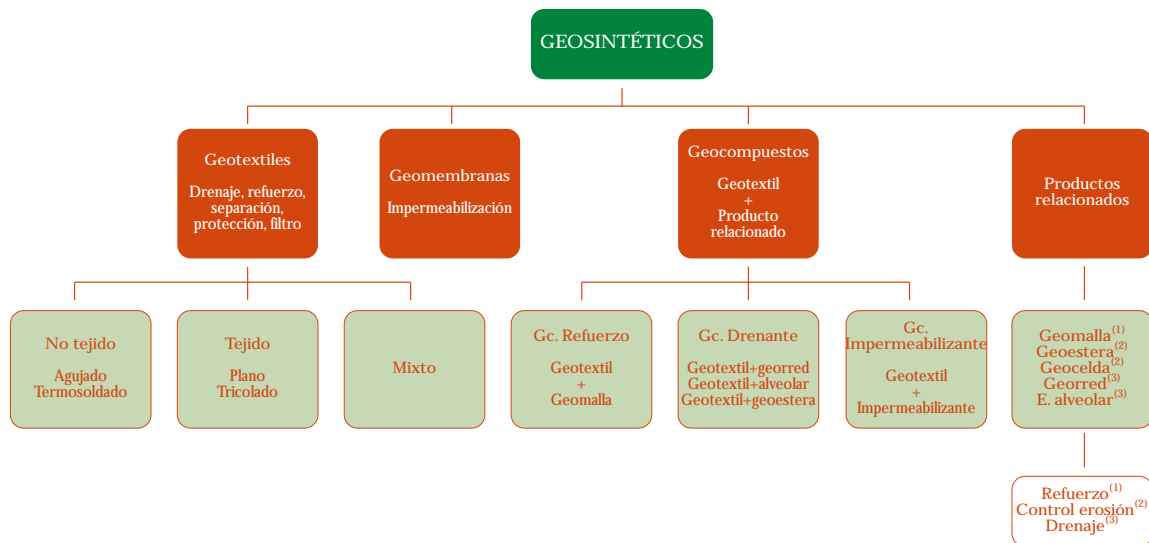 GEOSINTÉTICOS
Geotextiles
Drenaje, refuerzo,
separación,
protección, filtro
Geomembranas
Impermeabilización
Geocompuestos
Geotextil
+
Producto
relacionado
Productos
relacionados
No tejido
Agujado
Termosoldado
Tejido
Plano
Tricolado
Mixto
Gc. Refuerzo
Geotextil
+
Geomalla
Gc. Drenante
Geotextil+georred
Geotextil+alveolar
Geotextil+geoestera
Gc.
Impermeabilizante
Geotextil
+
Impermeabilizante
Geomalla(1)
Geoestera(2)
Geocelda(2)
Georred(3)
E. alveolar(3)
Refuerzo(1)
Control erosión(2)
Drenaje(3)